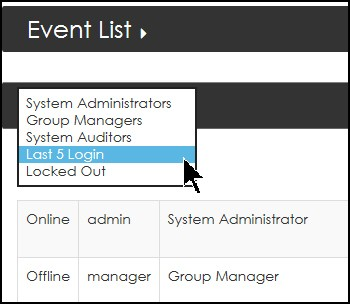 Event List
System Administrators
Group Managers
System Auditors
Last 5 Login
Locked Out
Online admin System Administrator
Offline manager Group Manager